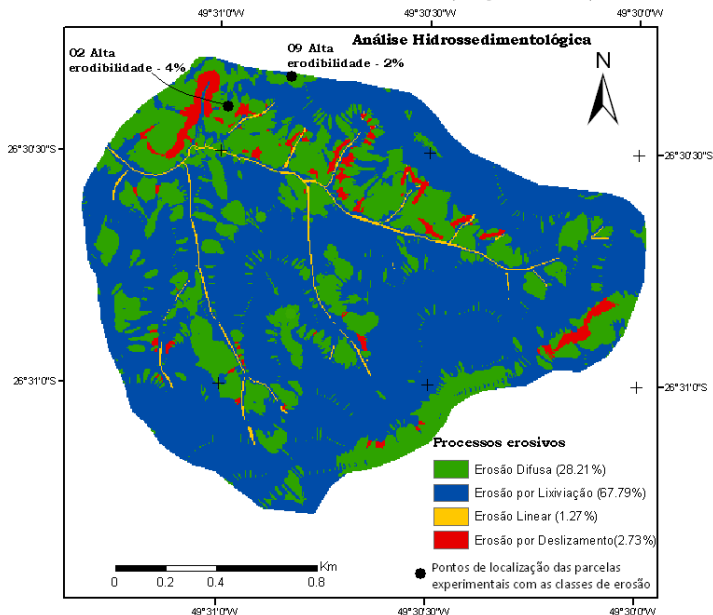 49°31'0"W
49°30'30"W
49°30'0"W
Análise Hidrossedimentológica
02 Alta
erodibilidade - 4%
09 Alta
erodibilidade - 2%
N
26°30'30"S
26°30'30"S
26°31'0"S
26°31'0"S
Processos erosivos
Erosão Difusa (28.21%)
Erosão por Lixiviação (67.79%)
Erosão Linear (1.27%)
Erosão por Deslizamento(2.73%)
Pontos de localização das parcelas
experimentais com as classes de erosão
Km
0 0.2 0.4 0.8
49°31'0"W
49°30'30"W
49°30'0"W